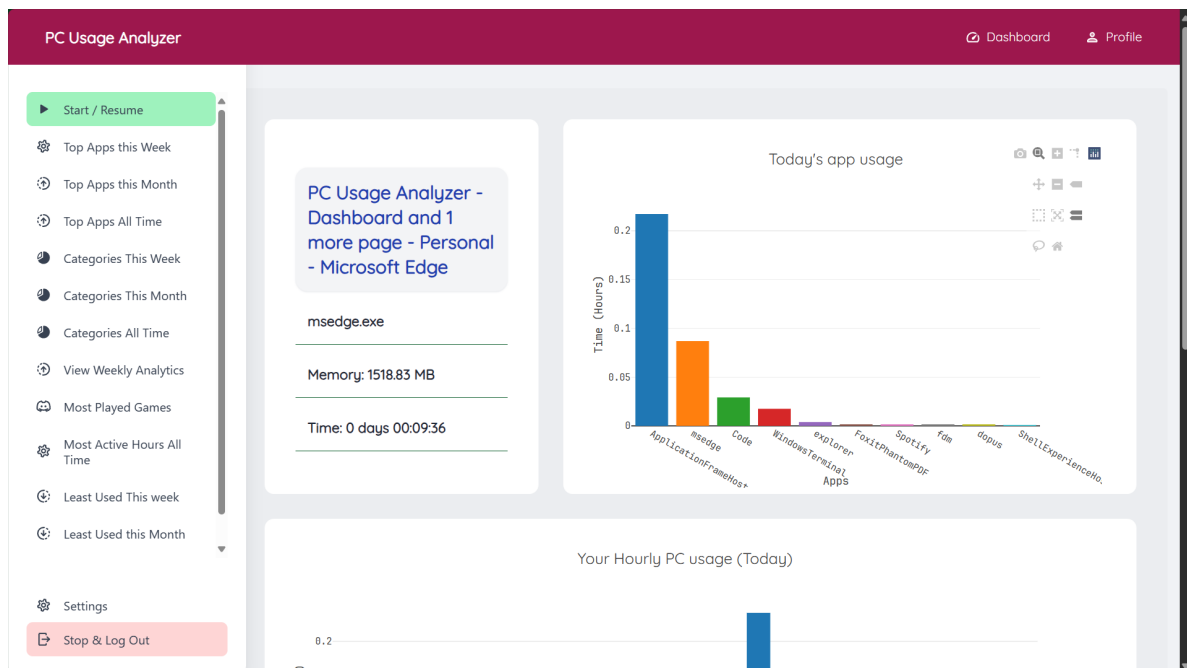 PC Usage Analyzer
Dashboard
Profile
Start / Resume
Top Apps this Week
Top Apps this Month
Top Apps All Time
Categories This Week
Categories This Month
Categories All Time
View Weekly Analytics
Most Played Games
Most Active Hours All
Time
Least Used This week
Least Used this Month
Settings
Stop & Log Out
PC Usage Analyzer -
Dashboard and 1
more page - Personal
- Microsoft Edge
msedge.exe
Memory: 1518.83 MB
Time: 0 days 00:09:36
Today's app usage
Time (Hours)
0.2
0.15
0.1
0.05
0
ApplicationFrameHost
msedge
Code
WindowsTerminal
explorer
FoxitPhantomPDF
Spotify
fdm
dopus
ShellExperienceHo.
Apps
Your Hourly PC usage (Today)
0.2